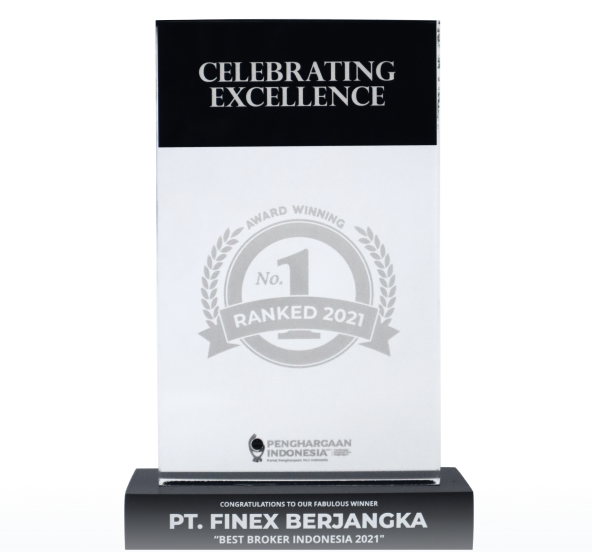 CELEBRATING
EXCELLENCE
AWARD WINNING
No. 1
RANKED 2021
PENGHARGAAN
INDONESIA
CONGRATULATIONS TO OUR FABULOUS WINNER
PT. FINEX BERJANGKA
"BEST BROKER INDONESIA 2021"